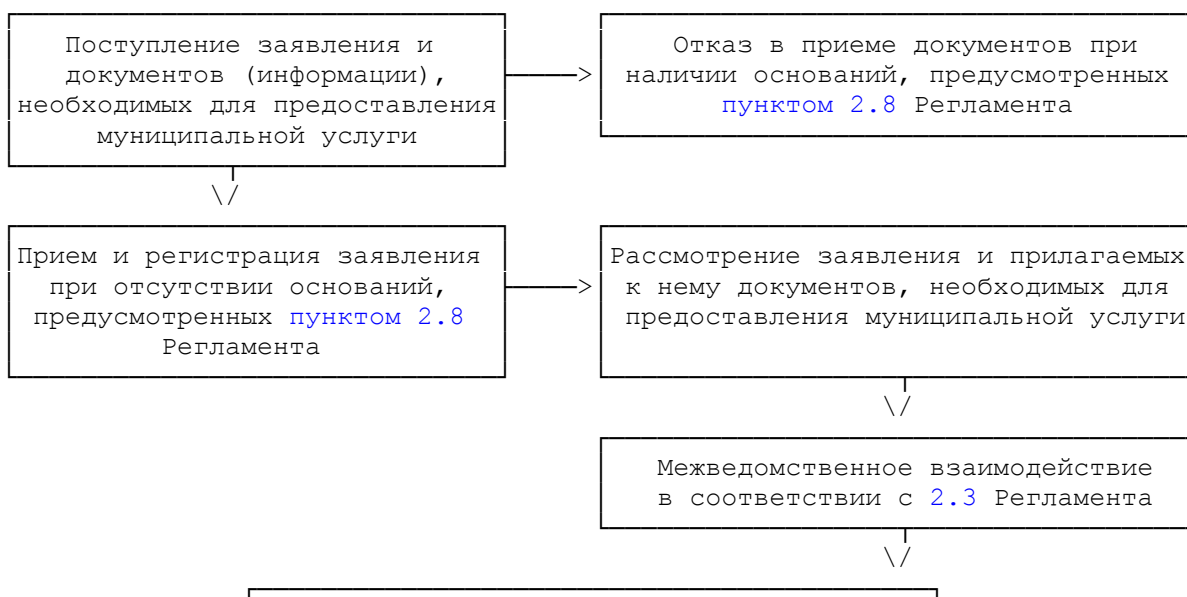 Поступление заявления и
документов (информации),
необходимых для предоставления
муниципальной услуги
Отказ в приеме документов при
наличии оснований, предусмотренных
пунктом 2.8 Регламента
Прием и регистрация заявления
при отсутствии оснований,
предусмотренных пунктом 2.8
Регламента
Рассмотрение заявления и прилагаемых
к нему документов, необходимых для
предоставления муниципальной услуги
Межведомственное взаимодействие
в соответствии с 2.3 Регламента